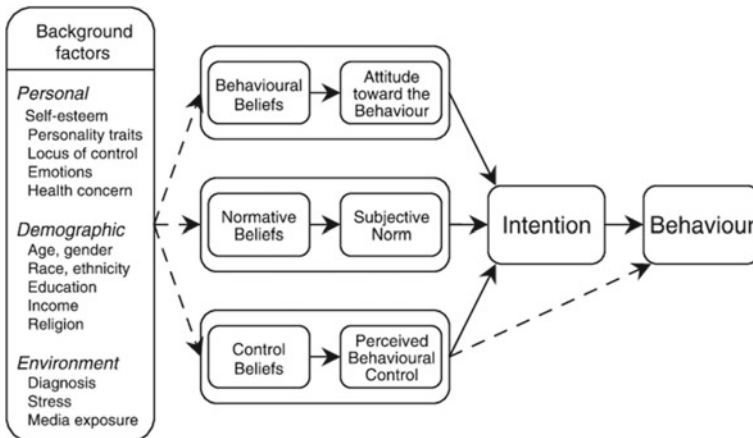 Background
factors
Personal
Self-esteem
Personality traits
Locus of control
Emotions
Health concern
Demographic
Age, gender
Race, ethnicity
Education
Income
Religion
Environment
Diagnosis
Stress
Media exposure
Behavioural
Beliefs
Attitude
toward the
Behaviour
Normative
Beliefs
Subjective
Norm
Control
Beliefs
Perceived
Behavioural
Control
Intention
Behaviour